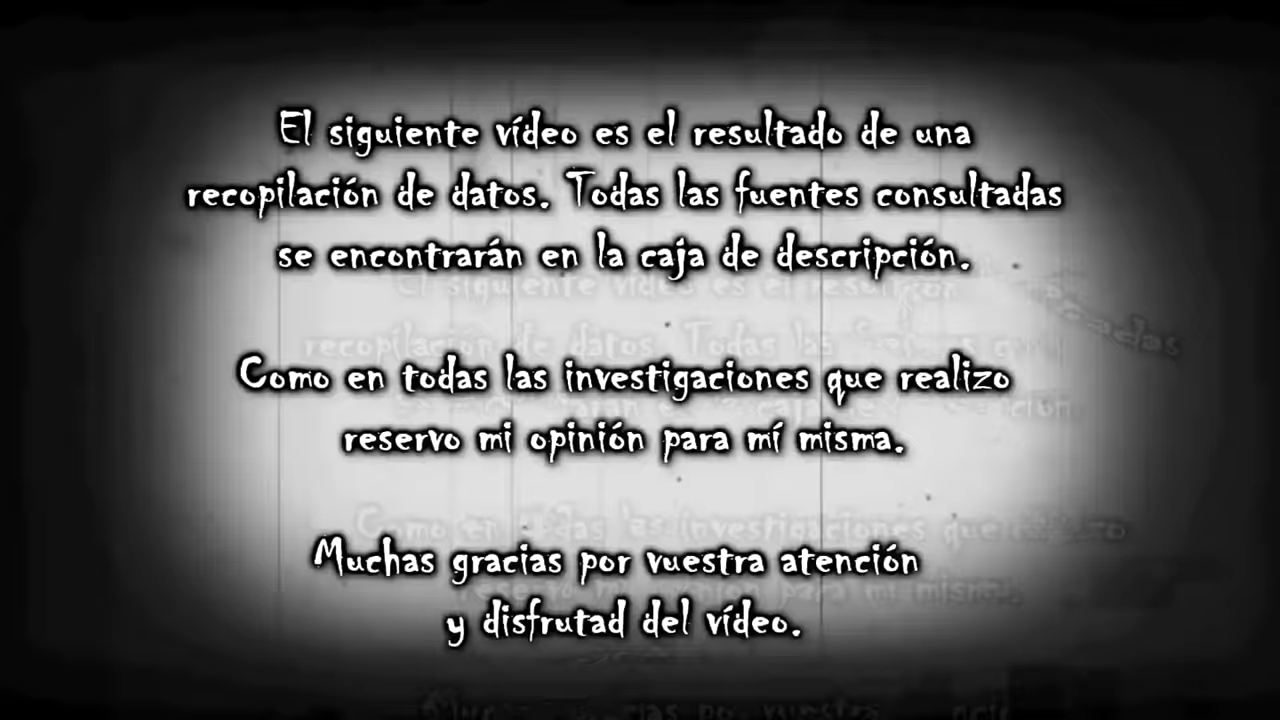 El siguiente vídeo es el resultado de una
recopilación de datos. Todas las fuentes consultadas
se encontrarán en la caja de descripción.
Como en todas las investigaciones que realizo
reservo mi opinión para mí misma.
Muchas gracias por vuestra atención
y disfrutad del vídeo.